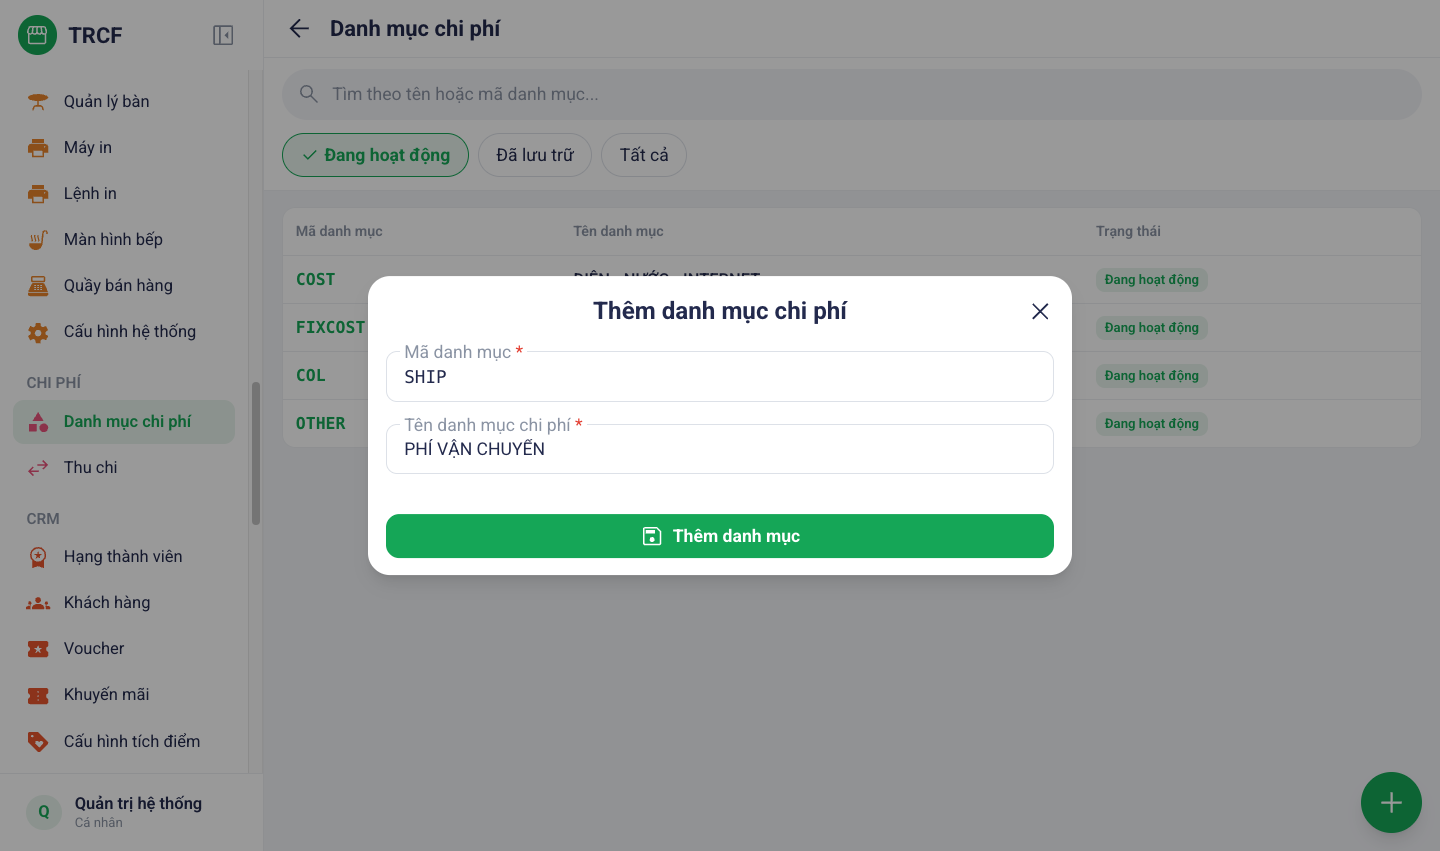 TRCF
Quản lý bàn
Máy in
Lệnh in
Màn hình bếp
Quầy bán hàng
Cấu hình hệ thống
CHI PHÍ
Danh mục chi phí
Thu chi
CRM
Hạng thành viên
Khách hàng
Voucher
Khuyến mãi
Cấu hình tích điểm
Q
Quản trị hệ thống
Cá nhân
Danh mục chi phí
Tìm theo tên hoặc mã danh mục...
Đang hoạt động Đã lưu trữ Tất cả
Mã danh mục Tên danh mục Trạng thái
COST ĐIỆN - NƯỚC - INTERNET Đang hoạt động
FIXCOST Đang hoạt động
COL Đang hoạt động
OTHER Đang hoạt động
Thêm danh mục chi phí
Mã danh mục *
SHIP
Tên danh mục chi phí *
PHÍ VẬN CHUYỂN
Thêm danh mục